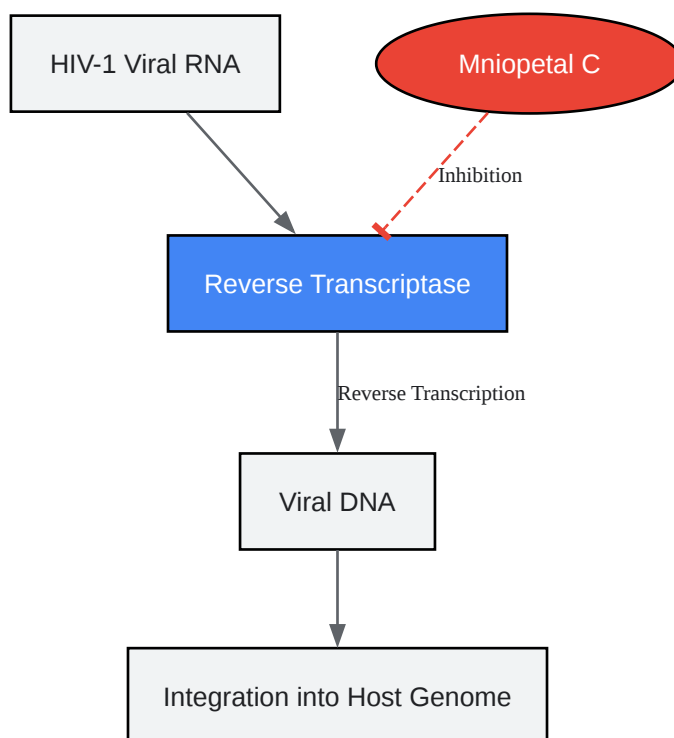 HIV-1 Viral RNA
Mniopetal C
Inhibition
Reverse Transcriptase
Reverse Transcription
Viral DNA
Integration into Host Genome